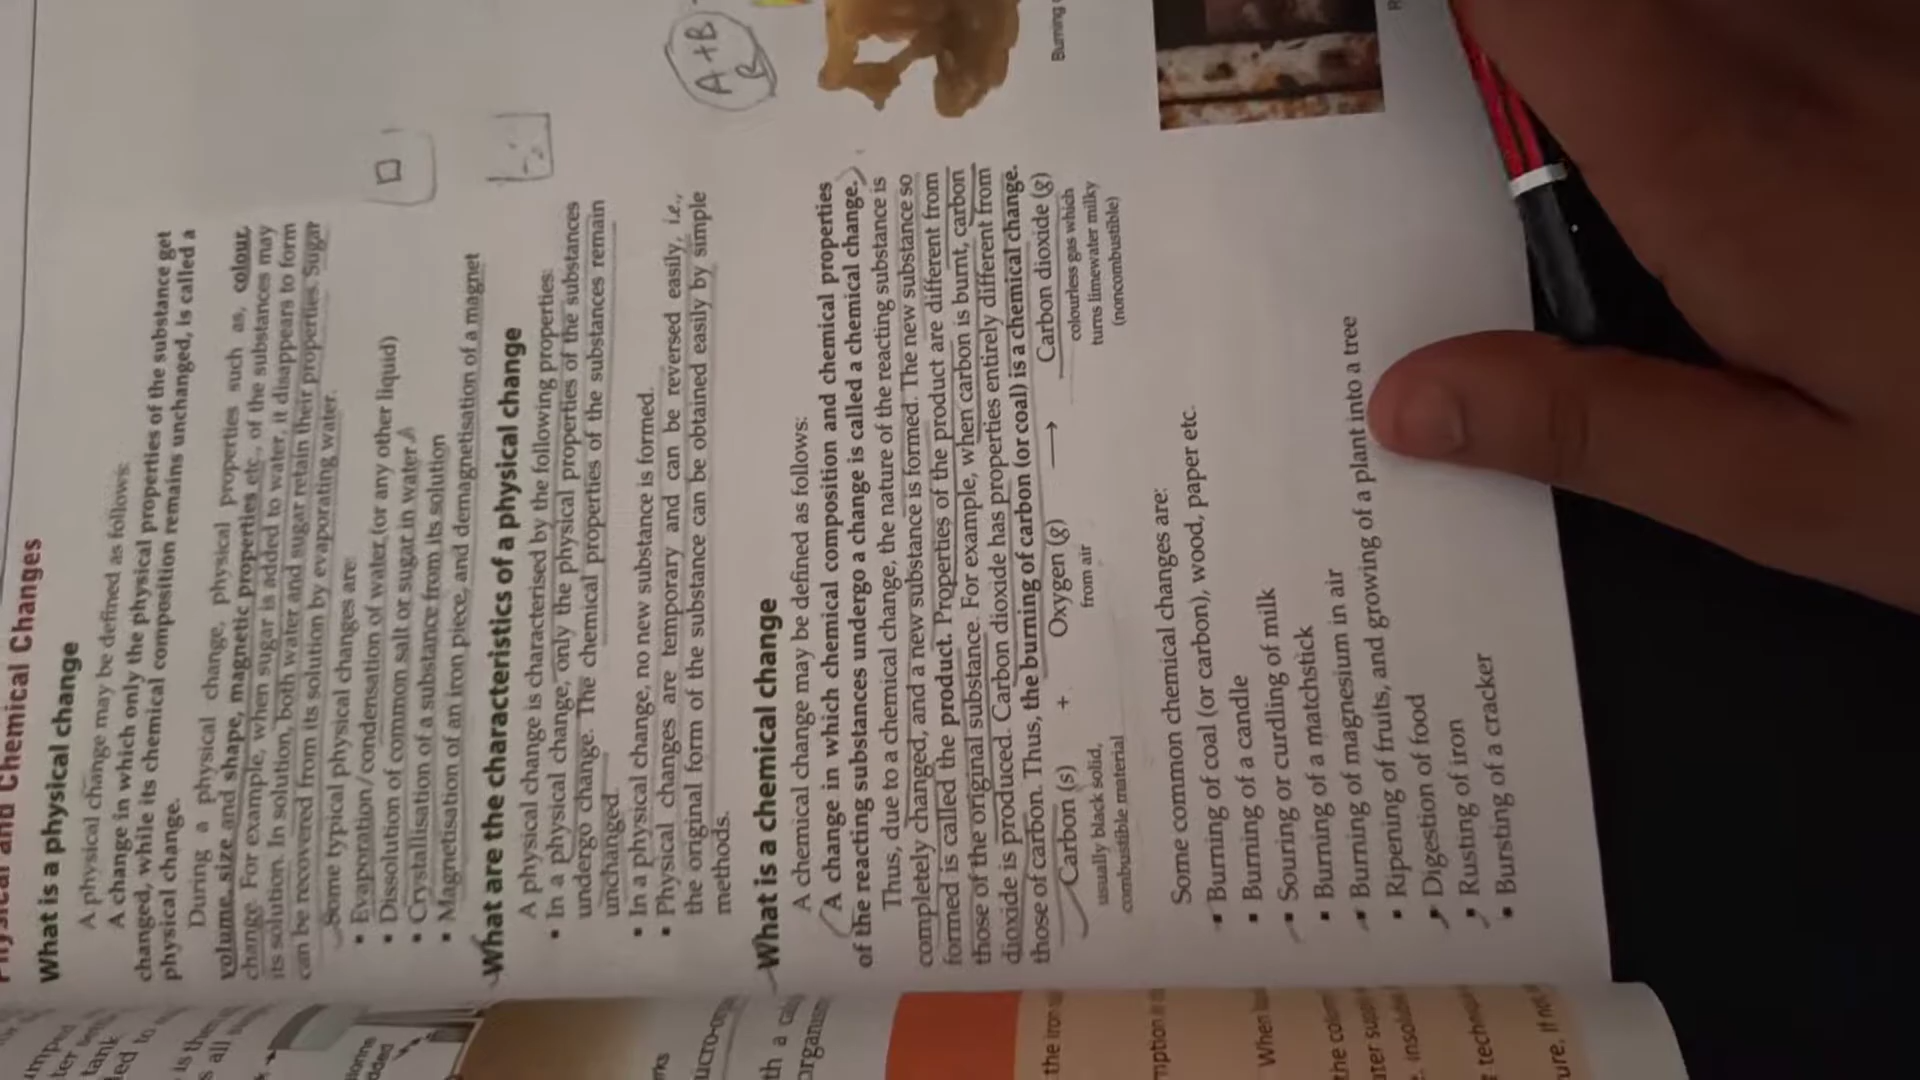 Physical and Chemical Changes
What is a physical change
A physical change may be defined as follows:
A change in which only the physical properties of the substance get
changed, while its chemical composition remains unchanged, is called a
physical change.
During a physical change, physical properties such as, colour,
volume, size and shape, magnetic properties etc., of the substances may
change. For example, when sugar is added to water, it disappears to form
its solution. In solution, both water and sugar retain their properties. Sugar
can be recovered from its solution by evaporating water.
Some typical physical changes are:
▪ Evaporation/condensation of water (or any other liquid)
▪ Dissolution of common salt or sugar in water
▪ Crystallisation of a substance from its solution
▪ Magnetisation of an iron piece, and demagnetisation of a magnet
What are the characteristics of a physical change
A physical change is characterised by the following properties:
▪ In a physical change, only the physical properties of the substances
undergo change. The chemical properties of the substances remain
unchanged.
▪ In a physical change, no new substance is formed.
▪ Physical changes are temporary and can be reversed easily, i.e.,
the original form of the substance can be obtained easily by simple
methods.
A + B
What is a chemical change
A chemical change may be defined as follows:
A change in which chemical composition and chemical properties
of the reacting substances undergo a change is called a chemical change.
Thus, due to a chemical change, the nature of the reacting substance is
completely changed, and a new substance is formed. The new substance so
formed is called the product. Properties of the product are different from
those of the original substance. For example, when carbon is burnt, carbon
dioxide is produced. Carbon dioxide has properties entirely different from
those of carbon. Thus, the burning of carbon (or coal) is a chemical change.
Carbon (s) + Oxygen (g) ⟶ Carbon dioxide (g)
usually black solid, from air colourless gas which
combustible material turns limewater milky
(noncombustible)
Burning
Some common chemical changes are:
▪ Burning of coal (or carbon), wood, paper etc.
▪ Burning of a candle
▪ Souring or curdling of milk
▪ Burning of a matchstick
▪ Burning of magnesium in air
▪ Ripening of fruits, and growing of a plant into a tree
▪ Digestion of food
▪ Rusting of iron
▪ Bursting of a cracker